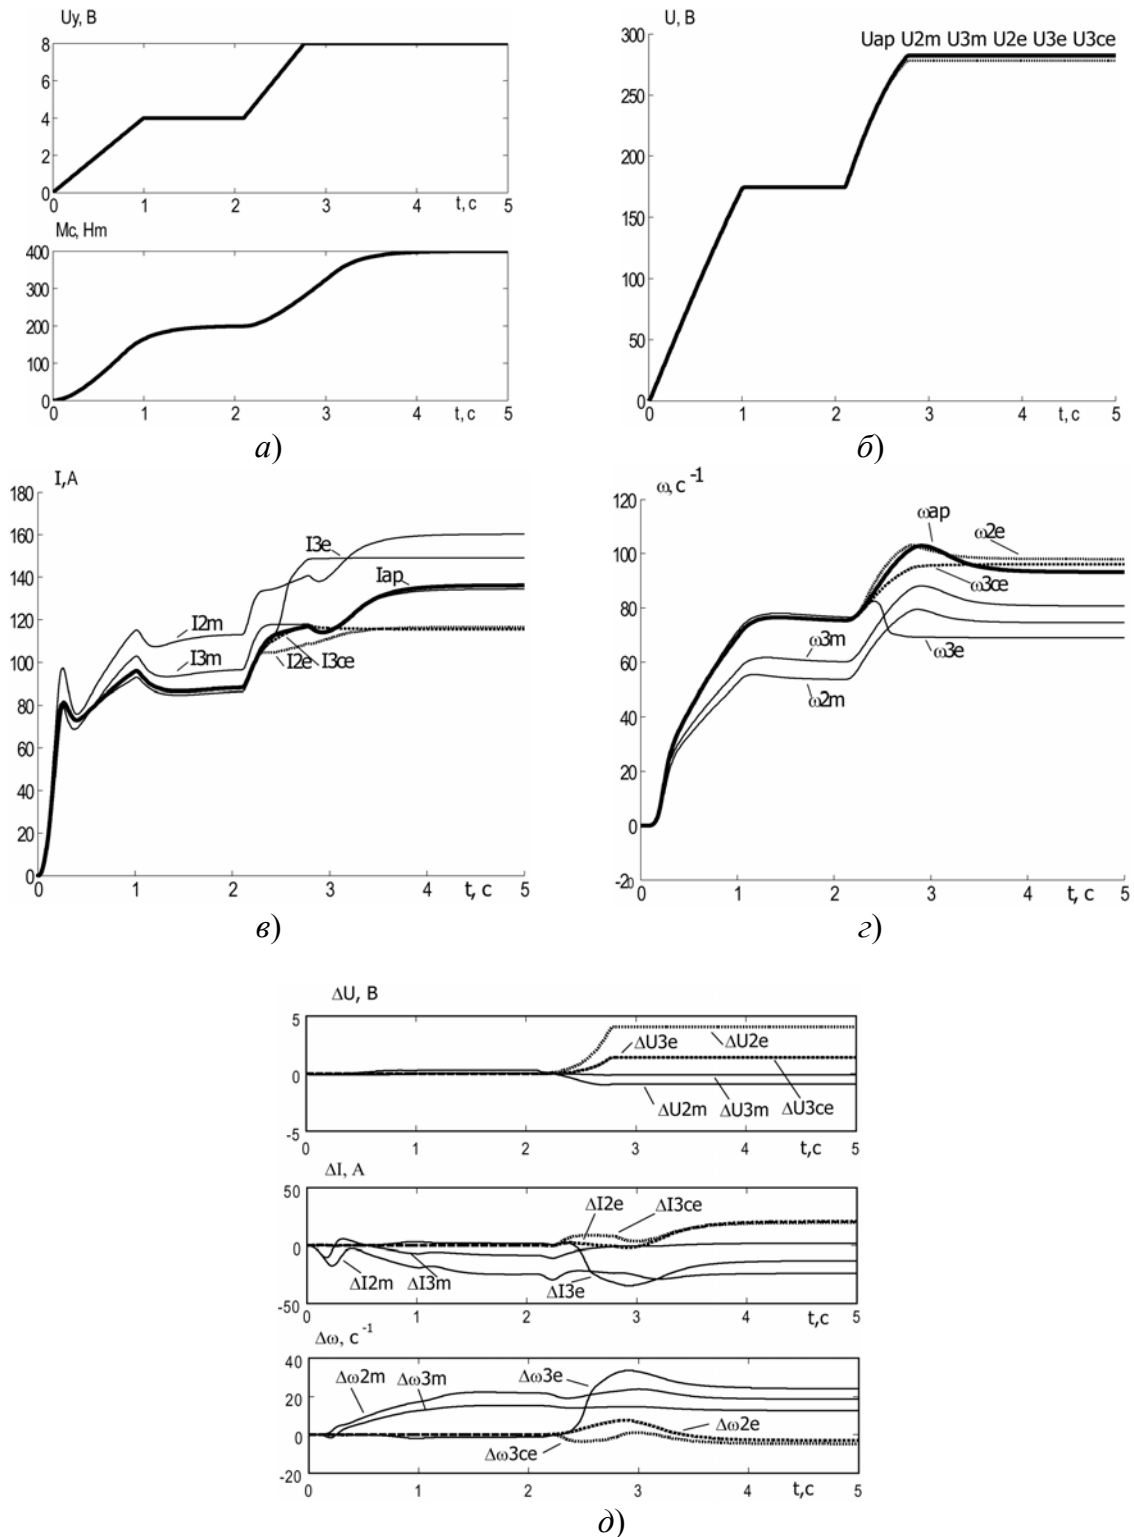 Uy, B
8
6
4
2
0
0 1 2 3 4 t, c 5
Mc, Hm
400
300
200
100
0
0 1 2 3 4 t, c 5
а)
U, B
300
250
200
150
100
50
0
Uap U2m U3m U2e U3e U3ce
0 1 2 3 4 t, c 5
б)
I,A
180
160
140
120
100
80
60
40
20
0
I3e
Iap
I2m
I3m
I2e
I3ce
0 1 2 3 4 t, c 5
в)
ω, c -1
120
100
80
60
40
20
0
-20
ωap
ω2e
ω3ce
ω3m
ω3e
ω2m
0 1 2 3 4 t, c 5
г)
ΔU, B
5
0
-5
ΔU3e
ΔU2e
ΔU2m
ΔU3m
ΔU3ce
0 1 2 3 4 t,c 5
ΔI, A
50
0
-50
ΔI2e
ΔI3ce
ΔI2m
ΔI3m
ΔI3e
0 1 2 3 4 t,c 5
Δω, c -1
40
20
0
-20
Δω2m
Δω3m
Δω3e
Δω3ce
Δω2e
0 1 2 3 4 t,c 5
д)